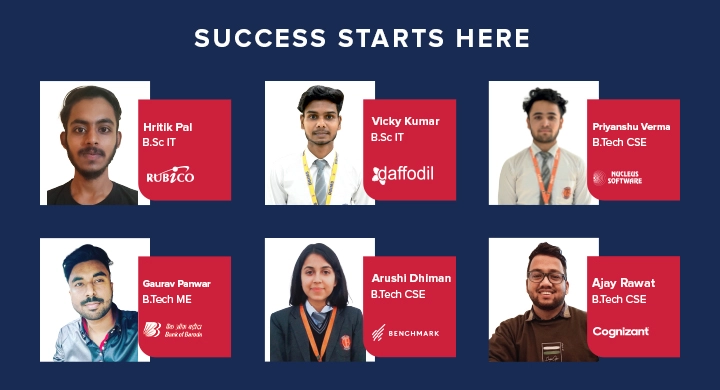 SUCCESS STARTS HERE
Hritik Pal
B.Sc IT
RUBICO
Vicky Kumar
B.Sc IT
daffodil
Priyanshu Verma
B.Tech CSE
NUCLEUS
SOFTWARE
Gaurav Panwar
B.Tech ME
बैंक ऑफ़ बड़ौदा
Bank of Baroda
Arushi Dhiman
B.Tech CSE
BENCHMARK
Ajay Rawat
B.Tech CSE
Cognizant